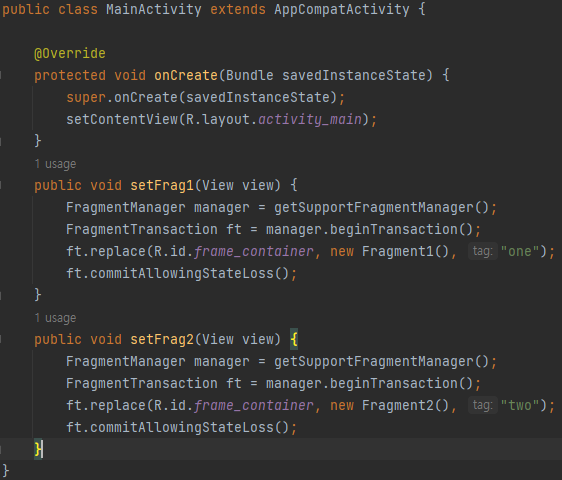 public class MainActivity extends AppCompatActivity {
@Override
protected void onCreate(Bundle savedInstanceState) {
super.onCreate(savedInstanceState);
setContentView(R.layout.activity_main);
}
1 usage
public void setFrag1(View view) {
FragmentManager manager = getSupportFragmentManager();
FragmentTransaction ft = manager.beginTransaction();
ft.replace(R.id.frame_container, new Fragment1(), tag: "one");
ft.commitAllowingStateLoss();
}
1 usage
public void setFrag2(View view) {
FragmentManager manager = getSupportFragmentManager();
FragmentTransaction ft = manager.beginTransaction();
ft.replace(R.id.frame_container, new Fragment2(), tag: "two");
ft.commitAllowingStateLoss();
}
}